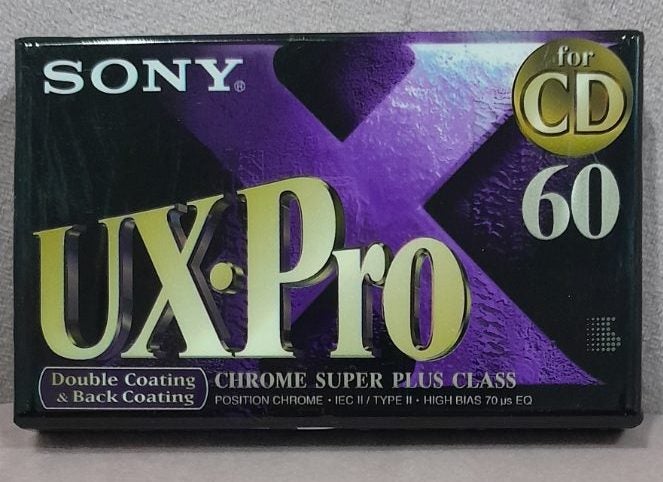 SONY®
for
CD
60
UX·Pro
Double Coating
& Back Coating
CHROME SUPER PLUS CLASS
POSITION CHROME · IEC II / TYPE II · HIGH BIAS 70 µs EQ